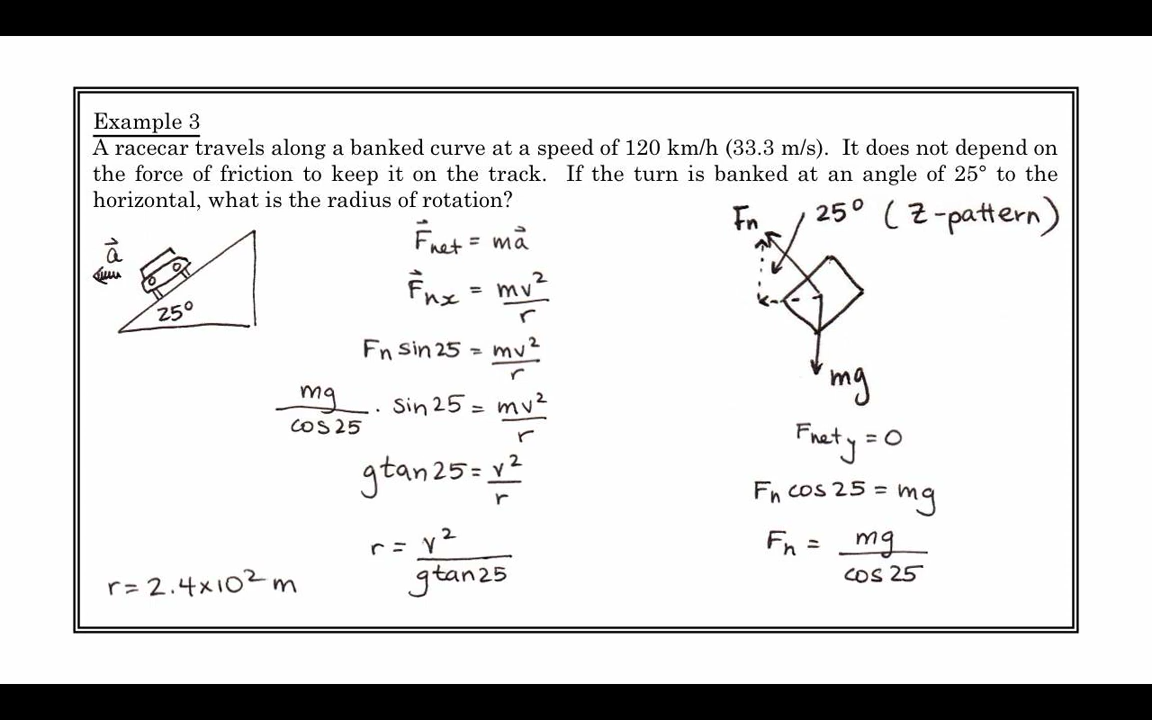 Example 3
A racecar travels along a banked curve at a speed of 120 km/h (33.3 m/s). It does not depend on
the force of friction to keep it on the track. If the turn is banked at an angle of 25° to the
horizontal, what is the radius of rotation?
a⃗
25°
F⃗net = ma⃗
F⃗nx = mv²/r
Fn sin25 = mv²/r
mg/cos25 · sin25 = mv²/r
gtan25 = v²/r
r = v²/gtan25
r = 2.4x10² m
Fn 25° (Z-pattern)
mg
Fnety = 0
Fn cos25 = mg
Fn = mg/cos25